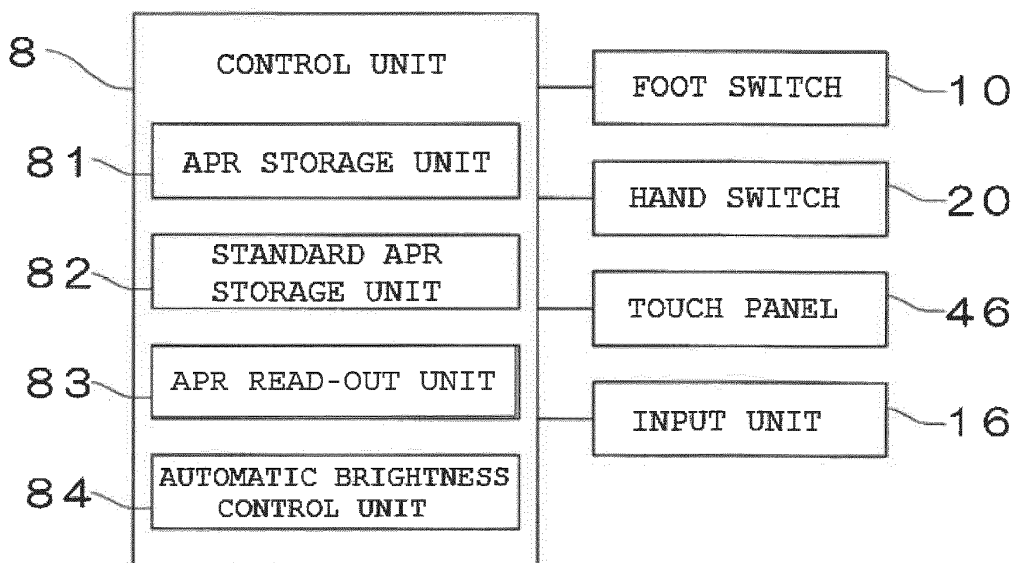 8
CONTROL UNIT
81
APR STORAGE UNIT
82
STANDARD APR
STORAGE UNIT
83
APR READ-OUT UNIT
84
AUTOMATIC BRIGHTNESS
CONTROL UNIT
FOOT SWITCH
10
HAND SWITCH
20
TOUCH PANEL
46
INPUT UNIT
16